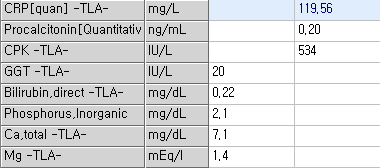 CRP[quan] -TLA- mg/L 119,56
Procalcitonin[Quantitativ ng/mL 0,20
CPK -TLA- IU/L 534
GGT -TLA- IU/L 20
Bilirubin,direct -TLA- mg/dL 0,22
Phosphorus,Inorganic mg/dL 2,1
Ca,total -TLA- mg/dL 7,1
Mg -TLA- mEq/l 1,4